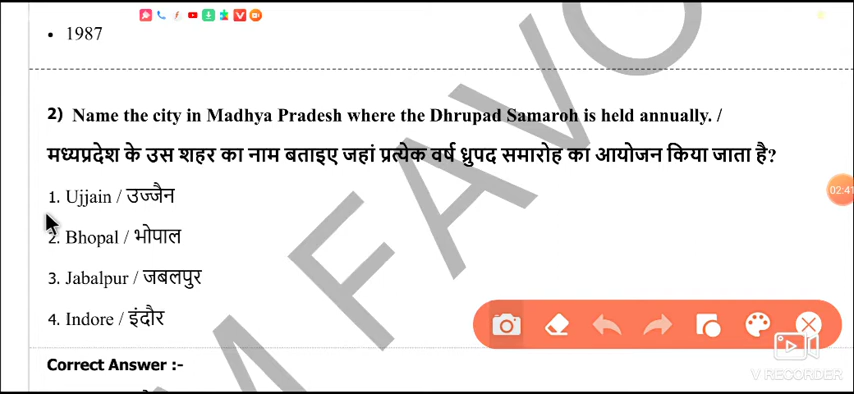 • 1987
2) Name the city in Madhya Pradesh where the Dhrupad Samaroh is held annually. /
मध्यप्रदेश के उस शहर का नाम बताइए जहां प्रत्येक वर्ष ध्रुपद समारोह का आयोजन किया जाता है?
1. Ujjain / उज्जैन
02:41
2. Bhopal / भोपाल
3. Jabalpur / जबलपुर
4. Indore / इंदौर
Correct Answer :-
V RECORDER
M FAVO